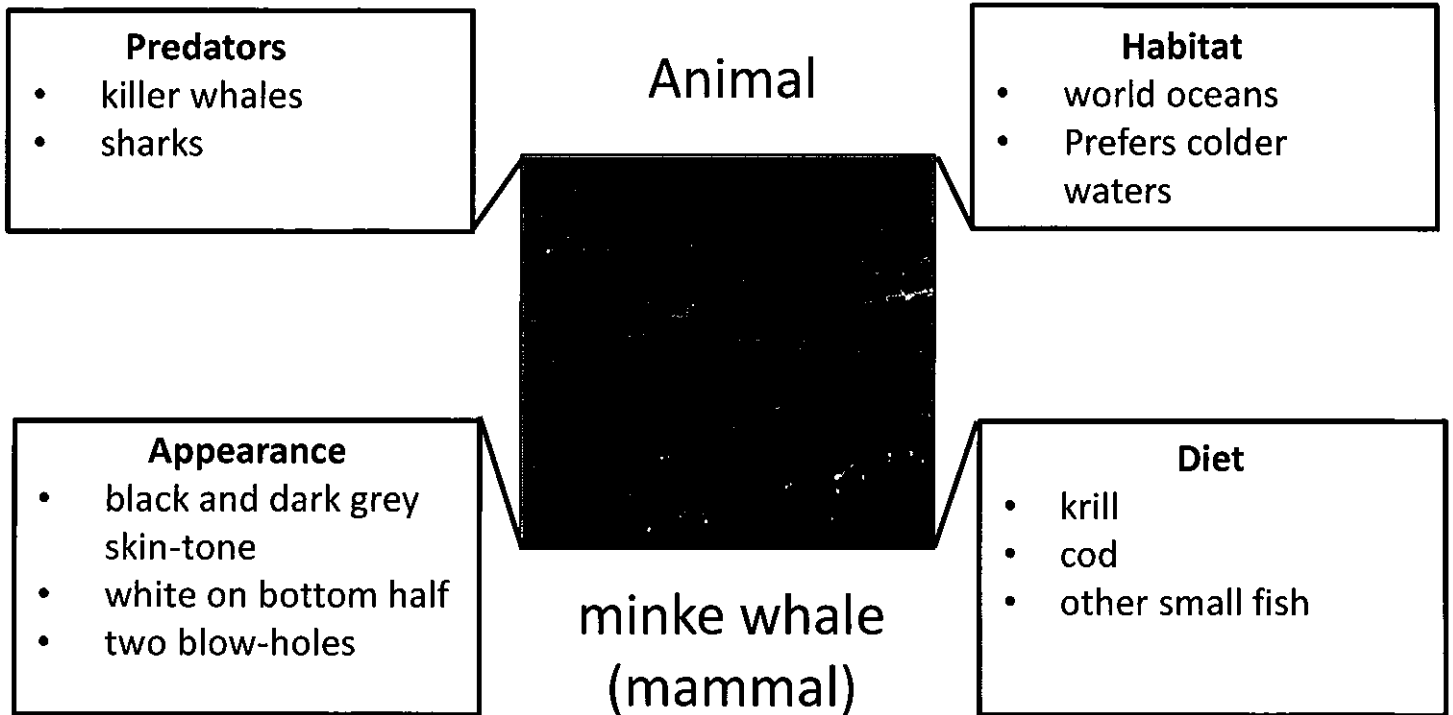 Predators
• killer whales
• sharks
Animal
Habitat
• world oceans
• Prefers colder
waters
Appearance
• black and dark grey
skin-tone
• white on bottom half
• two blow-holes
minke whale
(mammal)
Diet
• krill
• cod
• other small fish